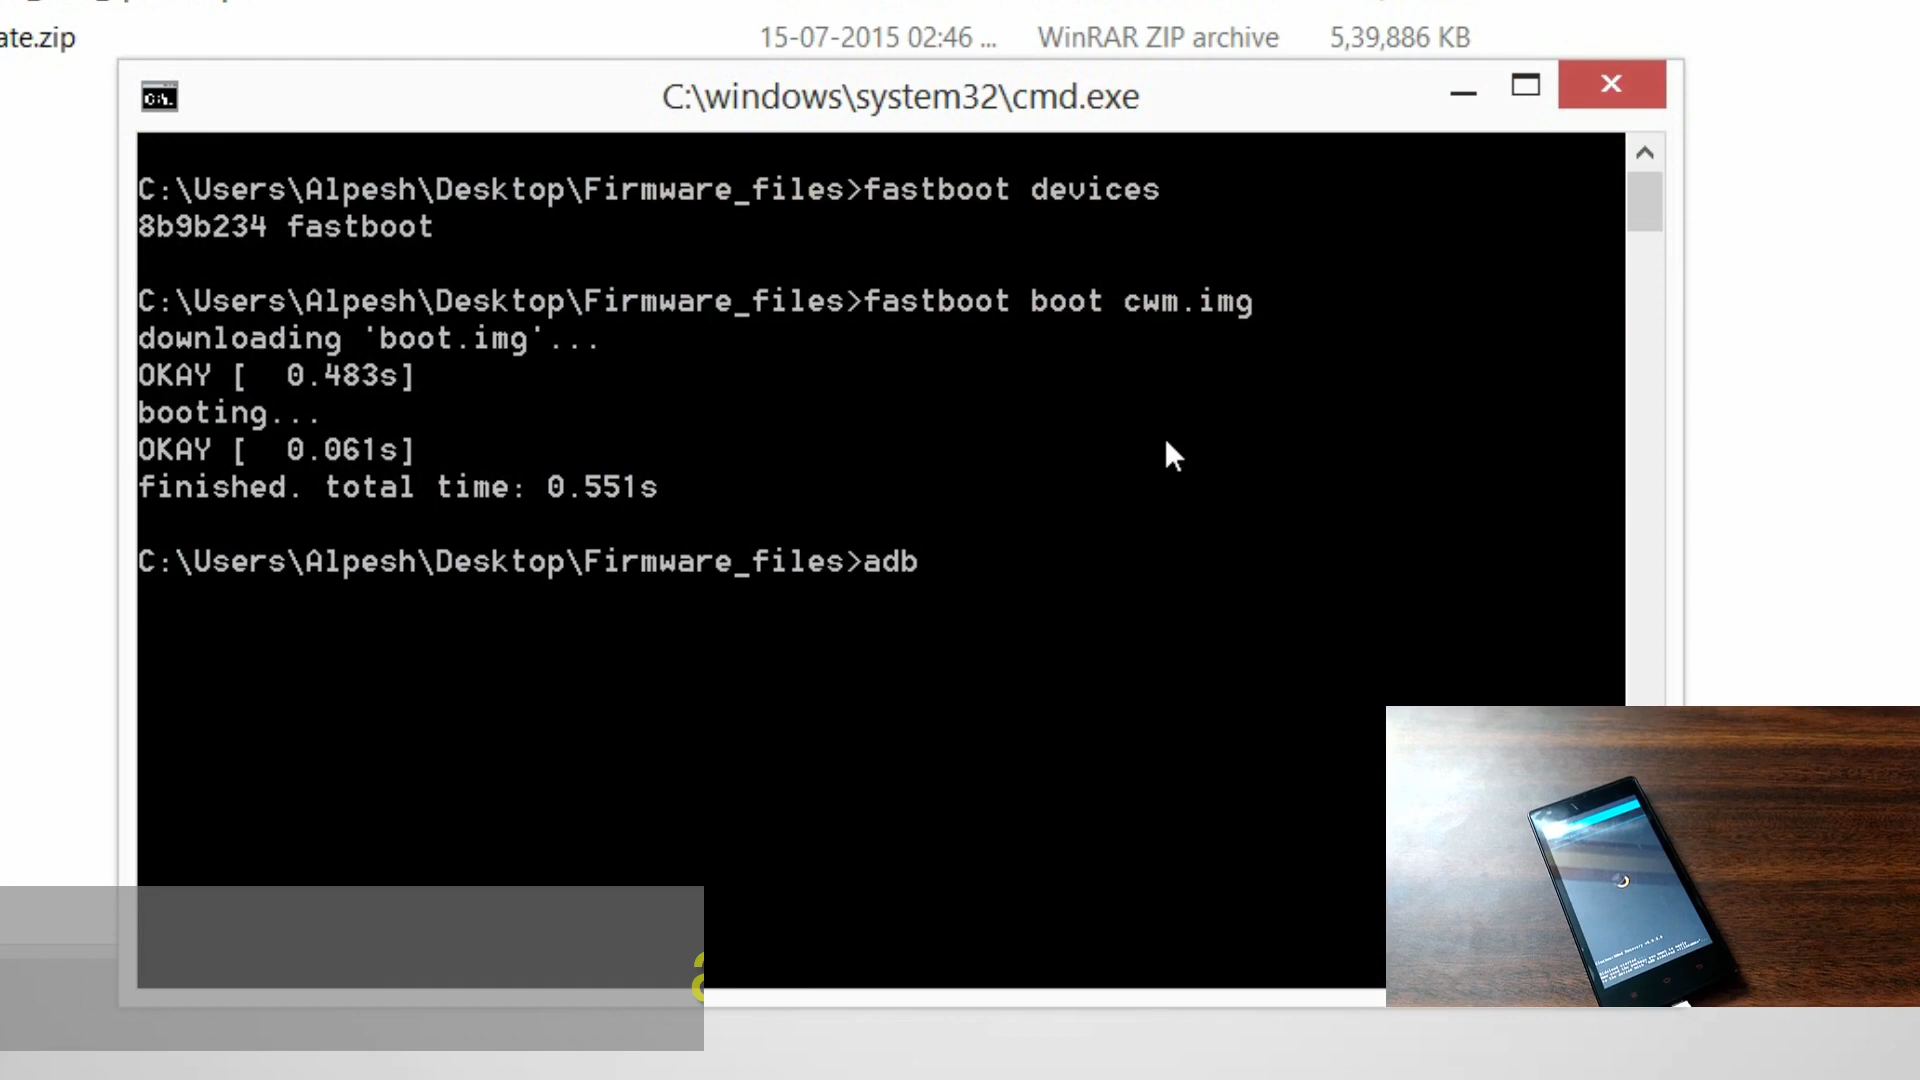 ate.zip 15-07-2015 02:46 ... WinRAR ZIP archive 5,39,886 KB
C:\windows\system32\cmd.exe
C:\Users\Alpesh\Desktop\Firmware_files>fastboot devices
8b9b234 fastboot
C:\Users\Alpesh\Desktop\Firmware_files>fastboot boot cwm.img
downloading 'boot.img'...
OKAY [  0.483s]
booting...
OKAY [  0.061s]
finished. total time: 0.551s
C:\Users\Alpesh\Desktop\Firmware_files>adb